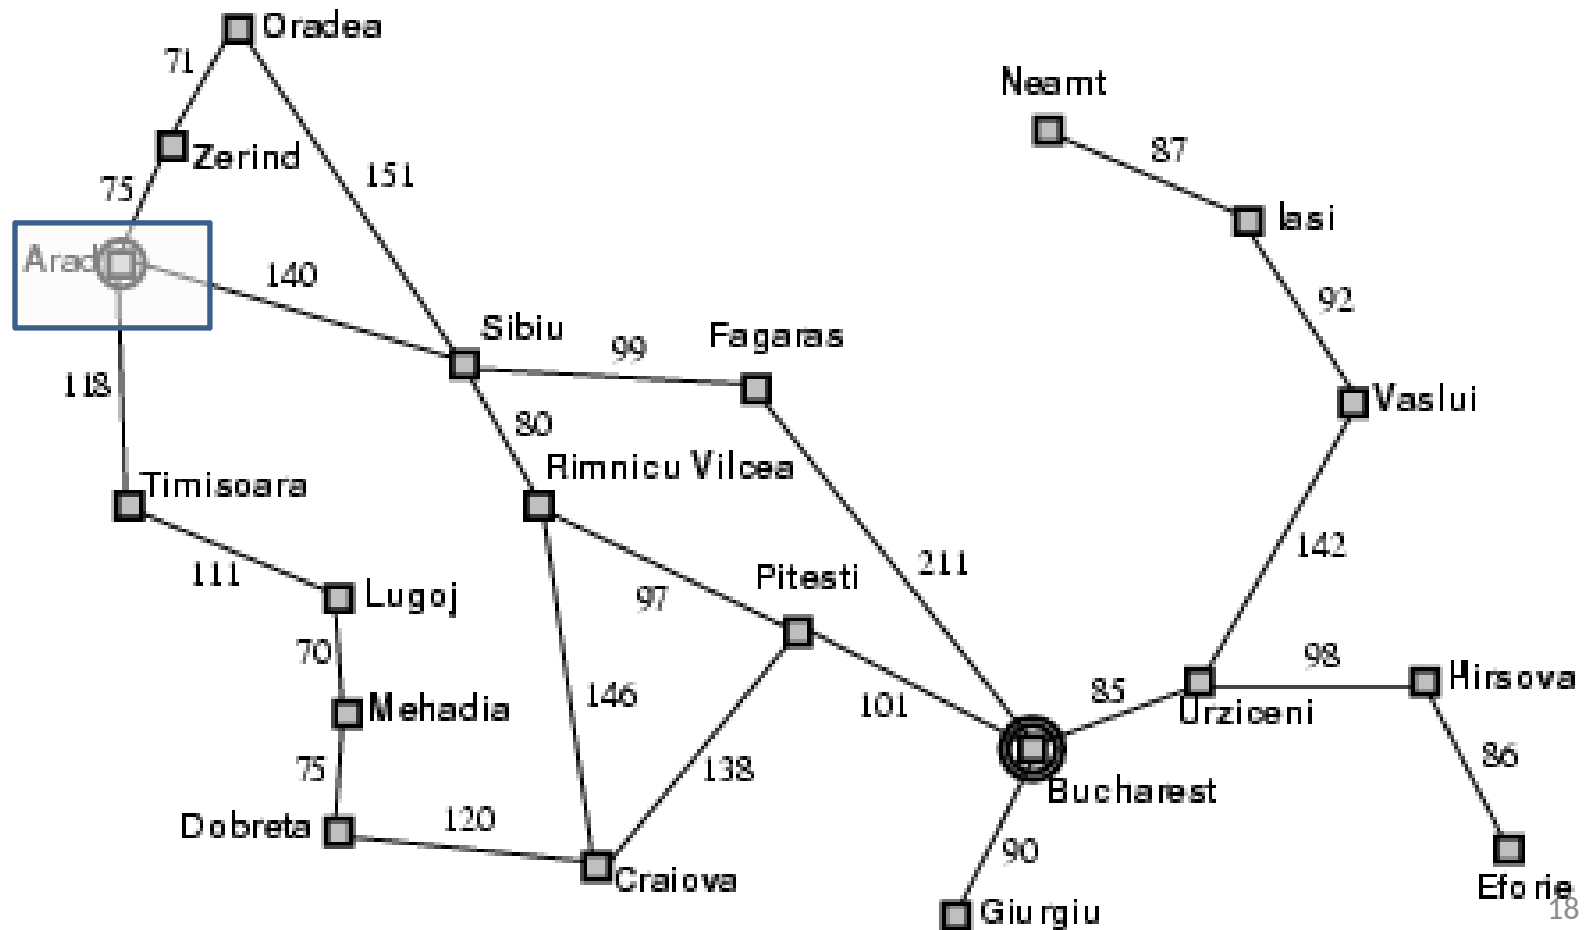 Oradea
71
Neamt
87
Zerind
151
75
Iasi
Arad
140
92
Sibiu
Fagaras
99
118
Vaslui
80
Rimnicu Vilcea
Timisoara
142
211
111
Pitesti
Lugoj
97
70
98
Hirsova
146
85
101
Mehadia
Urziceni
75
138
86
Bucharest
Dobreta
120
90
Craiova
Eforie
Giurgiu
18